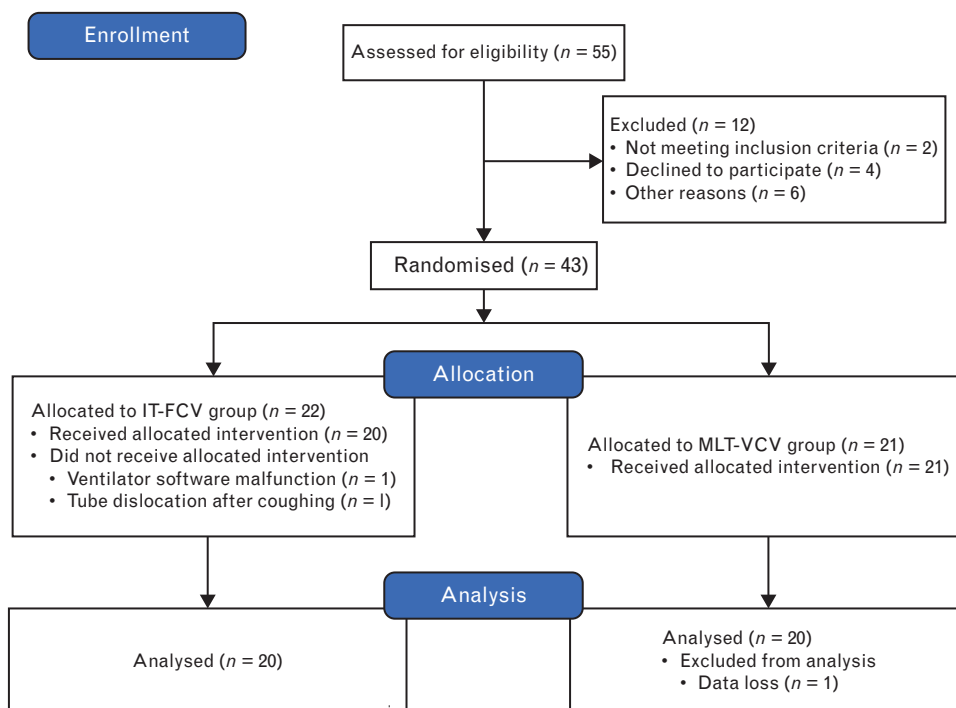 Enrollment
Assessed for eligibility (n = 55)
Excluded (n = 12)
• Not meeting inclusion criteria (n = 2)
• Declined to participate (n = 4)
• Other reasons (n = 6)
Randomised (n = 43)
Allocation
Allocated to IT-FCV group (n = 22)
• Received allocated intervention (n = 20)
• Did not receive allocated intervention
• Ventilator software malfunction (n = 1)
• Tube dislocation after coughing (n = l)
Allocated to MLT-VCV group (n = 21)
• Received allocated intervention (n = 21)
Analysis
Analysed (n = 20)
Analysed (n = 20)
• Excluded from analysis
• Data loss (n = 1)